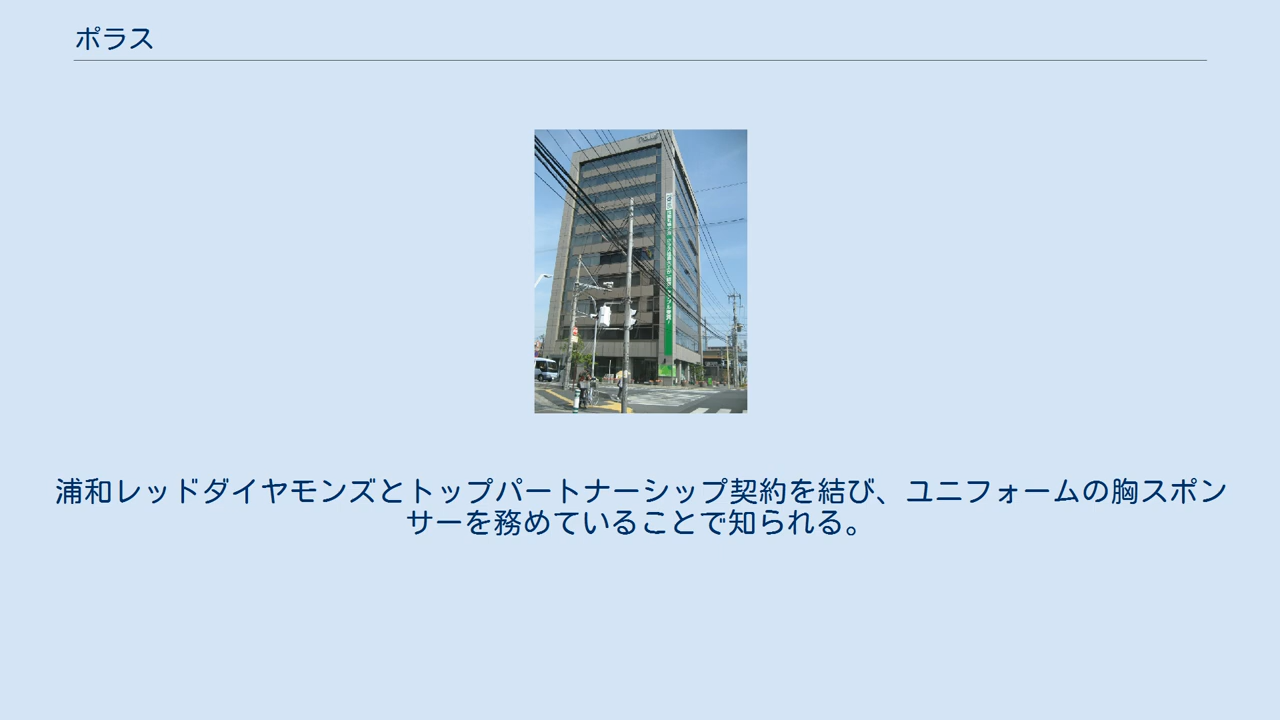 ポラス
浦和レッドダイヤモンズとトップパートナーシップ契約を結び、ユニフォームの胸スポン
サーを務めていることで知られる。